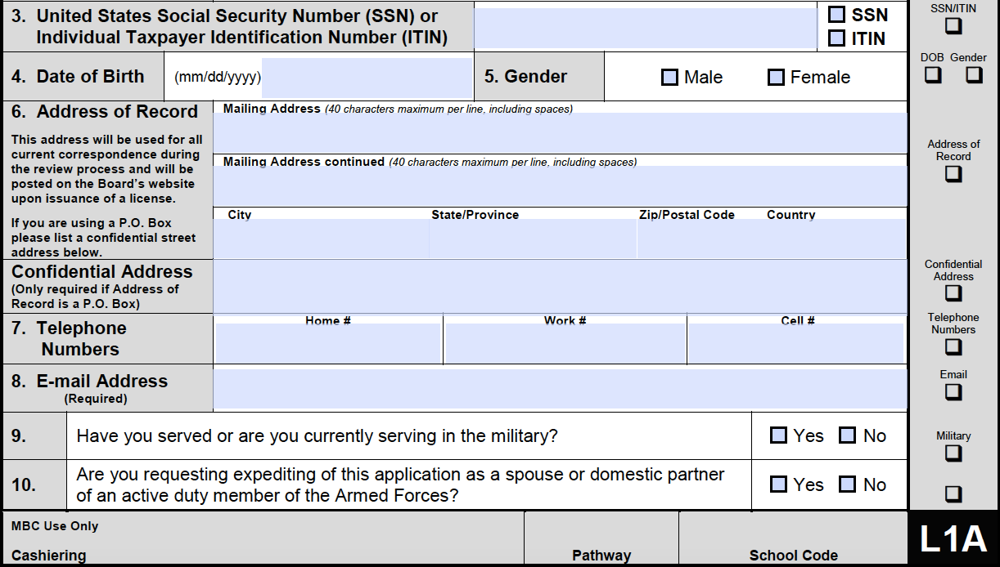 3. United States Social Security Number (SSN) or
Individual Taxpayer Identification Number (ITIN)
SSN
ITIN
SSN/ITIN
4. Date of Birth
(mm/dd/yyyy)
5. Gender
Male
Female
DOB Gender
6. Address of Record
This address will be used for all
current correspondence during
the review process and will be
posted on the Board's website
upon issuance of a license.
If you are using a P.O. Box
please list a confidential street
address below.
Mailing Address (40 characters maximum per line, including spaces)
Mailing Address continued (40 characters maximum per line, including spaces)
City State/Province Zip/Postal Code Country
Address of
Record
Confidential Address
(Only required if Address of
Record is a P.O. Box)
Confidential
Address
7. Telephone
Numbers
Home # Work # Cell #
Telephone
Numbers
8. E-mail Address
(Required)
Email
9. Have you served or are you currently serving in the military? Yes No
Military
10. Are you requesting expediting of this application as a spouse or domestic partner
of an active duty member of the Armed Forces? Yes No
MBC Use Only
Cashiering Pathway School Code
L1A